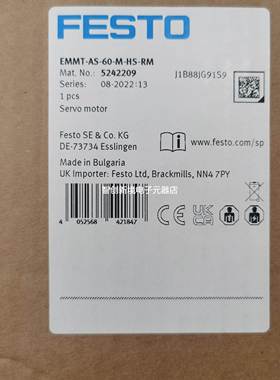 FESTO
EMMT-AS-60-M-HS-RM
Mat. No.: 5242209
J1B88JG9159
Series: 08-2022:13
1 pcs
Servo motor
Festo SE & Co. KG
DE-73734 Esslingen
www.festo.com/sp
Made in Bulgaria
UK Importer: Festo Ltd, Brackmills, NN4 7PY
4 052568 421847